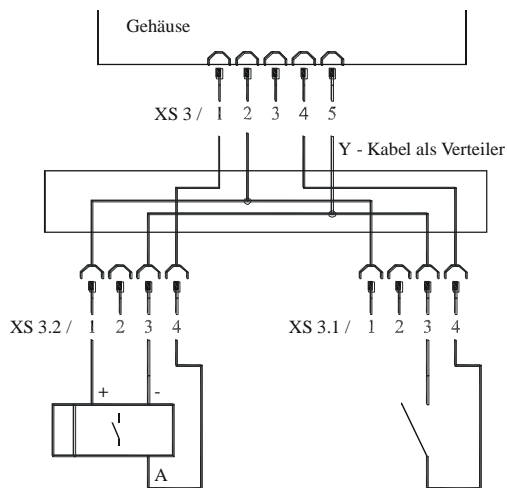 Gehäuse
XS 3 / 1 2 3 4 5
Y - Kabel als Verteiler
XS 3.2 / 1 2 3 4 XS 3.1 / 1 2 3 4
+ -
A